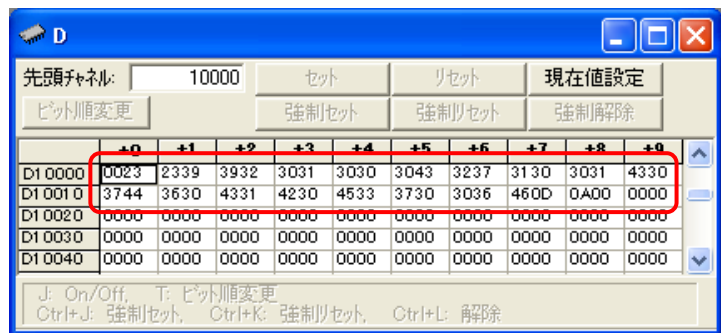 D
先頭チャネル: 10000 セット リセット 現在値設定
ビット順変更 強制セット 強制リセット 強制解除
+0 +1 +2 +3 +4 +5 +6 +7 +8 +9
D10000 0023 2339 3932 3031 3030 3043 3237 3130 3031 4330
D10010 3744 3630 4331 4230 4533 3730 3036 460D 0A00 0000
D10020 0000 0000 0000 0000 0000 0000 0000 0000 0000 0000
D10030 0000 0000 0000 0000 0000 0000 0000 0000 0000 0000
D10040 0000 0000 0000 0000 0000 0000 0000 0000 0000 0000
J: On/Off, T: ビット順変更
Ctrl+J: 強制セット, Ctrl+K: 強制リセット, Ctrl+L: 解除